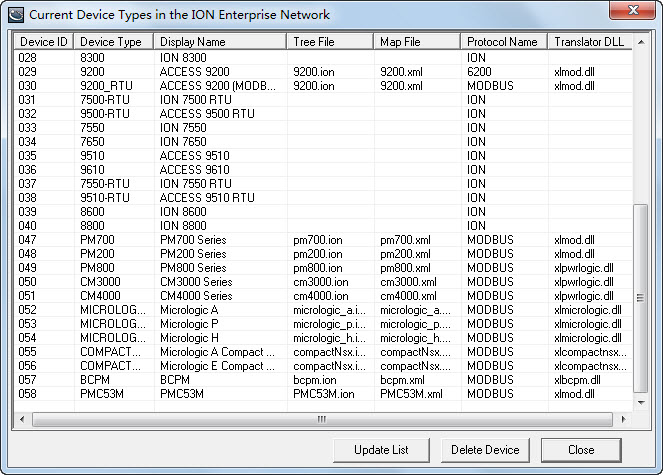 Current Device Types in the ION Enterprise Network
Device ID Device Type Display Name Tree File Map File Protocol Name Translator DLL
028 8300 ION 8300 ION
029 9200 ACCESS 9200 9200.ion 9200.xml 6200 xlmod.dll
030 9200_RTU ACCESS 9200 (MODB... 9200.ion 9200.xml MODBUS xlmod.dll
031 7500-RTU ION 7500 RTU ION
032 9500-RTU ACCESS 9500 RTU ION
033 7550 ION 7550 ION
034 7650 ION 7650 ION
035 9510 ACCESS 9510 ION
036 9610 ACCESS 9610 ION
037 7550-RTU ION 7550 RTU ION
038 9510-RTU ACCESS 9510 RTU ION
039 8600 ION 8600 ION
040 8800 ION 8800 ION
047 PM700 PM700 Series pm700.ion pm700.xml MODBUS xlmod.dll
048 PM200 PM200 Series pm200.ion pm200.xml MODBUS xlmod.dll
049 PM800 PM800 Series pm800.ion pm800.xml MODBUS xlpwrlogic.dll
050 CM3000 CM3000 Series cm3000.ion cm3000.xml MODBUS xlpwrlogic.dll
051 CM4000 CM4000 Series cm4000.ion cm4000.xml MODBUS xlpwrlogic.dll
052 MICROLOG... Micrologic A micrologic_a.i... micrologic_a.... MODBUS xlmicrologic.dll
053 MICROLOG... Micrologic P micrologic_p.i... micrologic_p.... MODBUS xlmicrologic.dll
054 MICROLOG... Micrologic H micrologic_h.i... micrologic_h.... MODBUS xlmicrologic.dll
055 COMPACT... Micrologic A Compact ... compactNsx.... compactNsx.... MODBUS xlcompactnsx...
056 COMPACT... Micrologic E Compact ... compactNsx.... compactNsx.... MODBUS xlcompactnsx...
057 BCPM BCPM bcpm.ion bcpm.xml MODBUS xlbcpm.dll
058 PMC53M PMC53M PMC53M.ion PMC53M.xml MODBUS xlmod.dll
Update List Delete Device Close